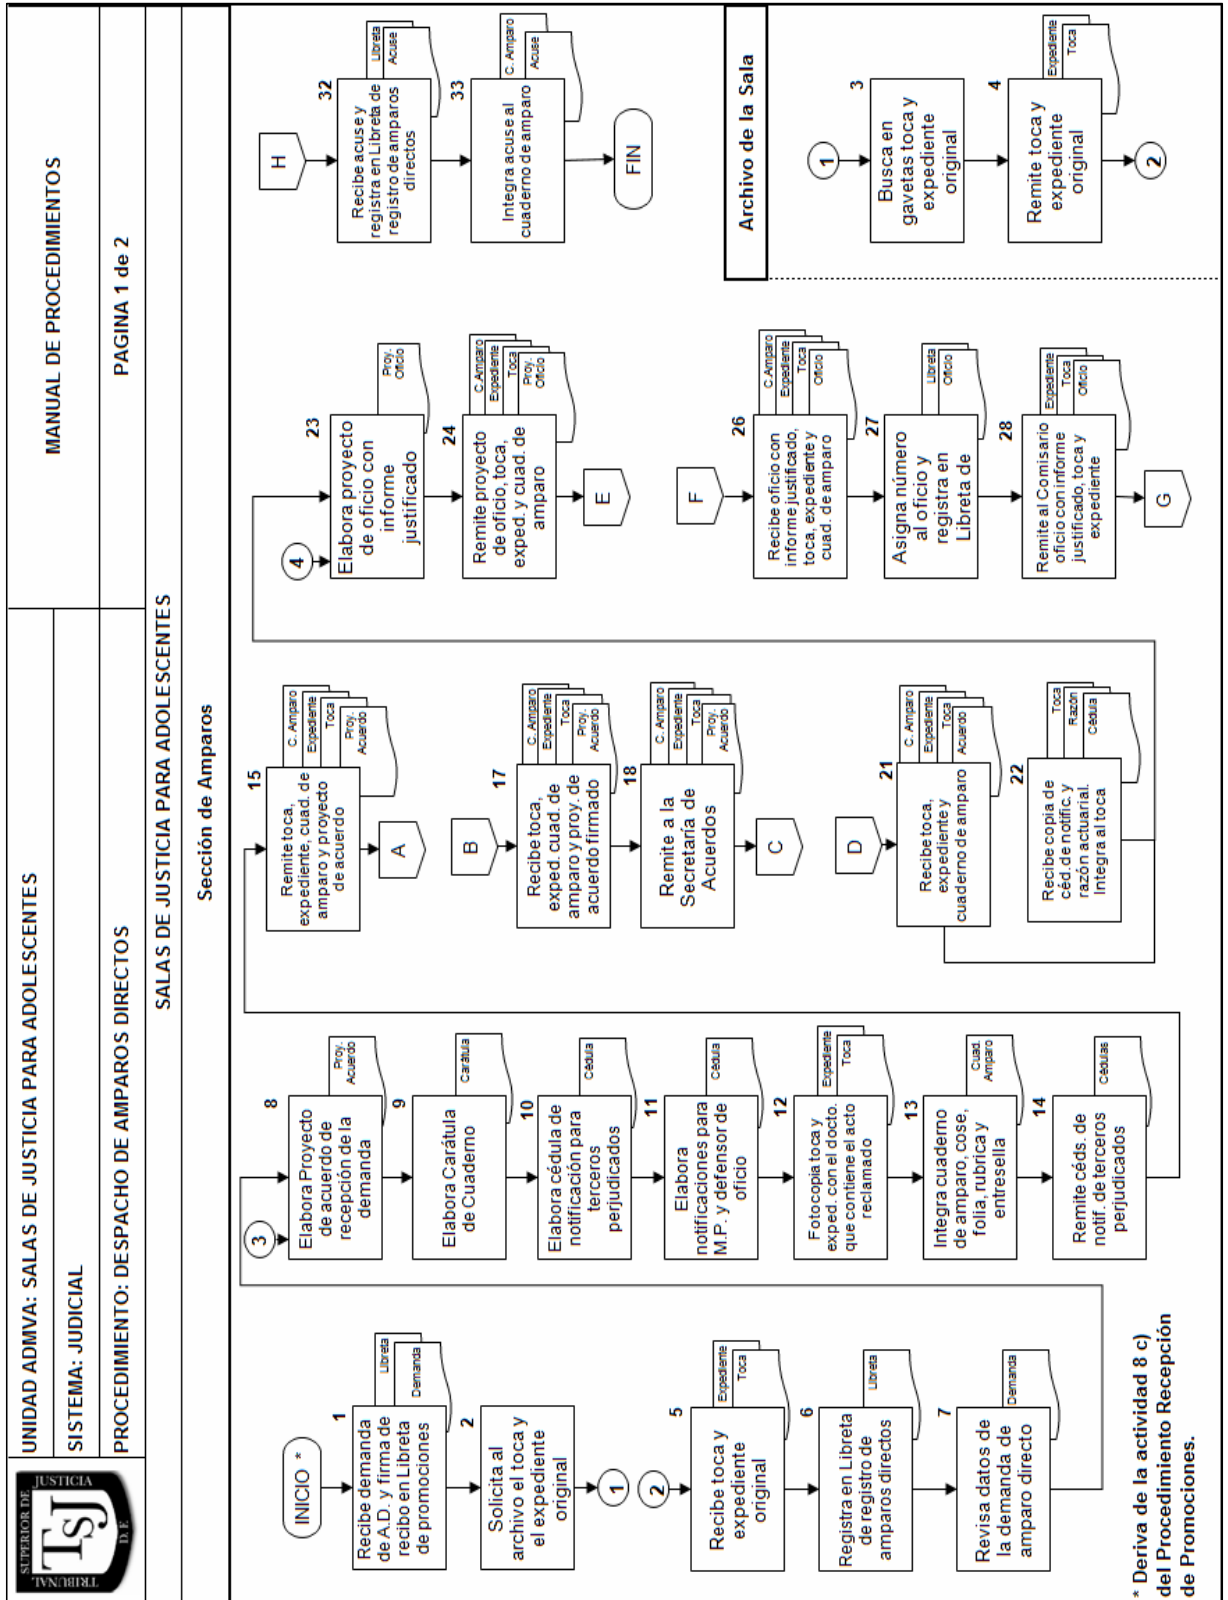 TRIBUNAL
SUPERIOR DE
JUSTICIA
TSJ
D. F.
UNIDAD ADMVA: SALAS DE JUSTICIA PARA ADOLESCENTES
MANUAL DE PROCEDIMIENTOS
SISTEMA: JUDICIAL
PROCEDIMIENTO: DESPACHO DE AMPAROS DIRECTOS
PAGINA 1 de 2
SALAS DE JUSTICIA PARA ADOLESCENTES
Sección de Amparos
INICIO *
1
Recibe demanda
de A.D. y firma de
recibo en Libreta
de promociones
Libreta
Demanda
2
Solicita al
archivo el toca y
el expediente
original
1
2
5
Recibe toca y
expediente
original
Expediente
Toca
6
Registra en Libreta
de registro de
amparos directos
Libreta
7
Revisa datos de
la demanda de
amparo directo
Demanda
* Deriva de la actividad 8 c)
del Procedimiento Recepción
de Promociones.
3
8
Elabora Proyecto
de acuerdo de
recepción de la
demanda
Proy.
Acuerdo
9
Elabora Carátula
de Cuaderno
Carátula
10
Elabora cédula de
notificación para
terceros
perjudicados
Cédula
11
Elabora
notificaciones para
M.P. y defensor de
oficio
Cédula
12
Fotocopia toca y
exped. con el docto.
que contiene el acto
reclamado
Expediente
Toca
13
Integra cuaderno
de amparo, cose,
folia, rubrica y
entresella
Cuad.
Amparo
14
Remite céds. de
notif. de terceros
perjudicados
Cédulas
15
Remite toca,
expediente, cuad. de
amparo y proyecto
de acuerdo
C. Amparo
Expediente
Toca
Proy.
Acuerdo
A
B
17
Recibe toca,
exped. cuad. de
amparo y proy. de
acuerdo firmado
C. Amparo
Expediente
Toca
Proy.
Acuerdo
18
Remite a la
Secretaría de
Acuerdos
C. Amparo
Expediente
Toca
Proy.
Acuerdo
C
D
21
Recibe toca,
expediente y
cuaderno de amparo
C. Amparo
Expediente
Toca
Acuerdo
22
Recibe copia de
céd. de notific. y
razón actuarial.
Integra al toca
Toca
Razón
Cédula
4
23
Elabora proyecto
de oficio con
informe
justificado
Proy.
Oficio
24
Remite proyecto
de oficio, toca,
exped. y cuad. de
amparo
C.Amparo
Expediente
Toca
Proy.
Oficio
E
F
26
Recibe oficio con
informe justificado,
toca, expediente y
cuad. de amparo
C.Amparo
Expediente
Toca
Oficio
27
Asigna número
al oficio y
registra en
Libreta de
Libreta
Oficio
28
Remite al Comisario
oficio con informe
justificado, toca y
expediente
Expediente
Toca
Oficio
G
H
32
Recibe acuse y
registra en Libreta de
registro de amparos
directos
Libreta
Acuse
33
Integra acuse al
cuaderno de amparo
C. Amparo
Acuse
FIN
Archivo de la Sala
1
3
Busca en
gavetas toca y
expediente
original
4
Remite toca y
expediente
original
Expediente
Toca
2